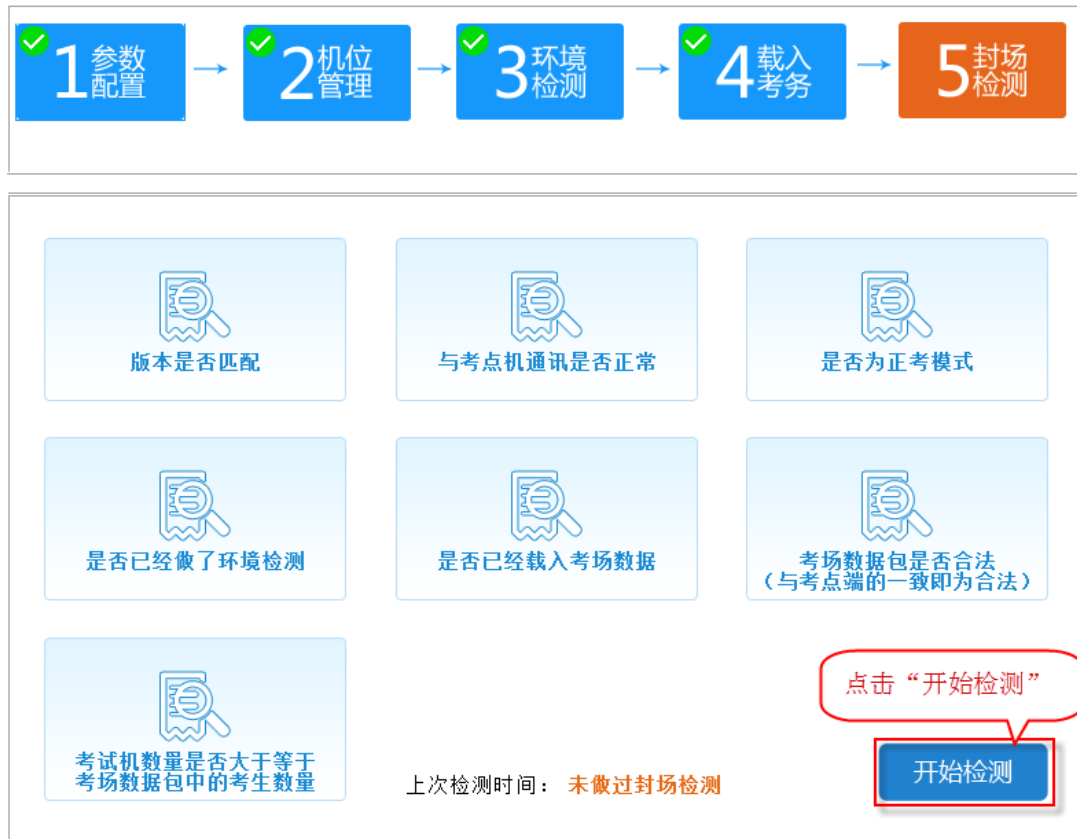 1 参数配置
2 机位管理
3 环境检测
4 载入考务
5 封场检测
版本是否匹配
与考点机通讯是否正常
是否为正考模式
是否已经做了环境检测
是否已经载入考场数据
考场数据包是否合法
（与考点端的一致即为合法）
考试机数量是否大于等于
考场数据包中的考生数量
点击“开始检测”
上次检测时间： 未做过封场检测
开始检测